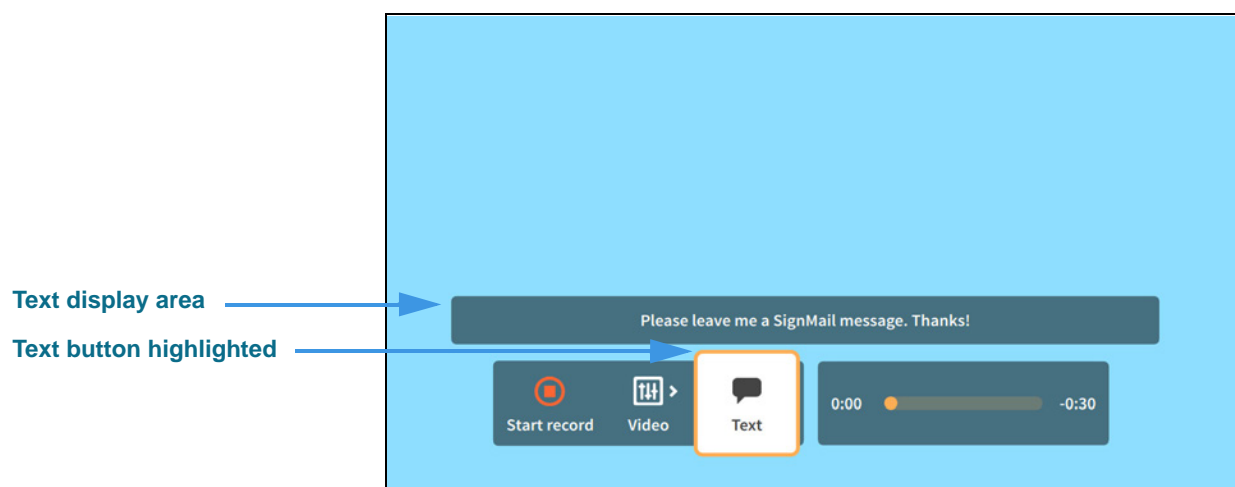 Text display area
Please leave me a SignMail message. Thanks!
Text button highlighted
Start record
Video
Text
0:00
-0:30